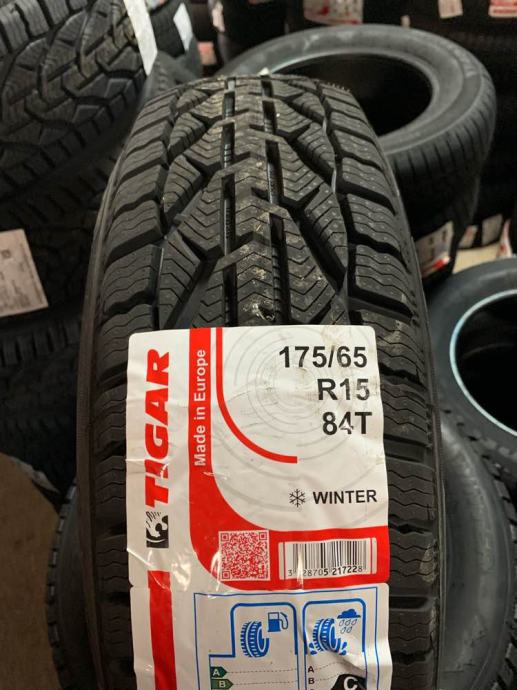 TIGAR
Made in Europe
175/65
R15
84T
WINTER
A
B
A
B
C